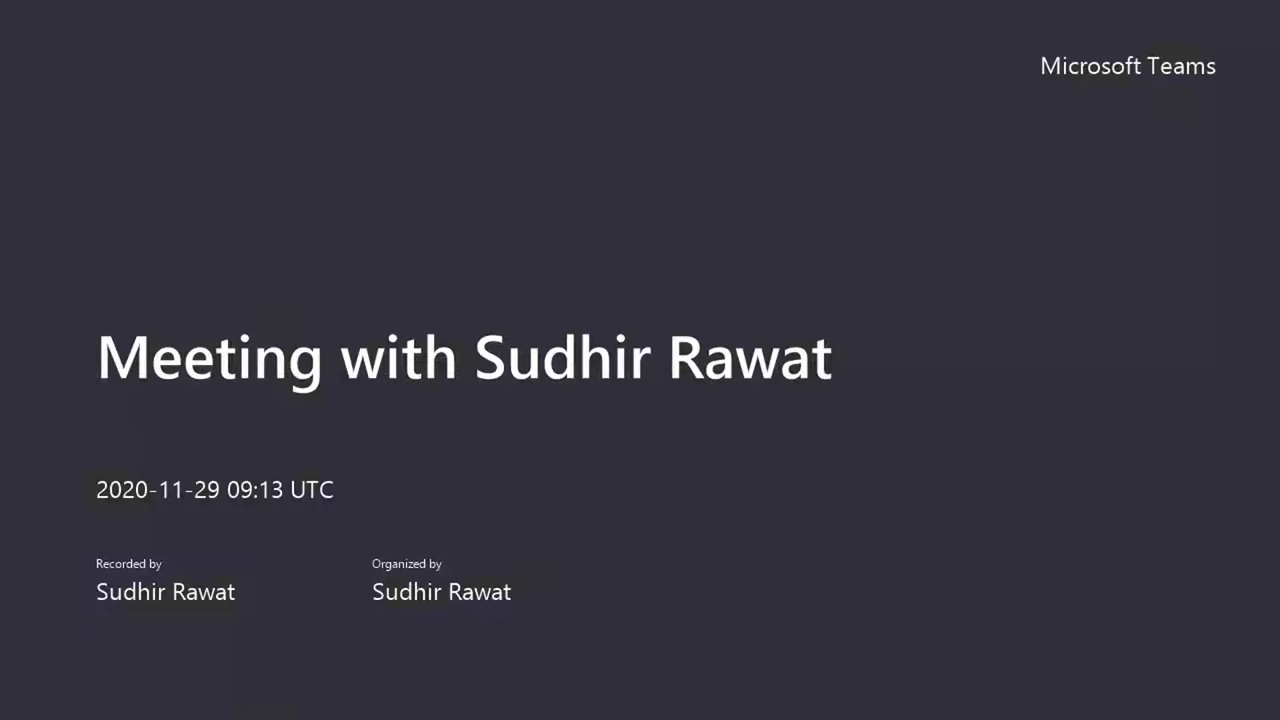 Microsoft Teams
Meeting with Sudhir Rawat
2020-11-29 09:13 UTC
Recorded by
Sudhir Rawat
Organized by
Sudhir Rawat